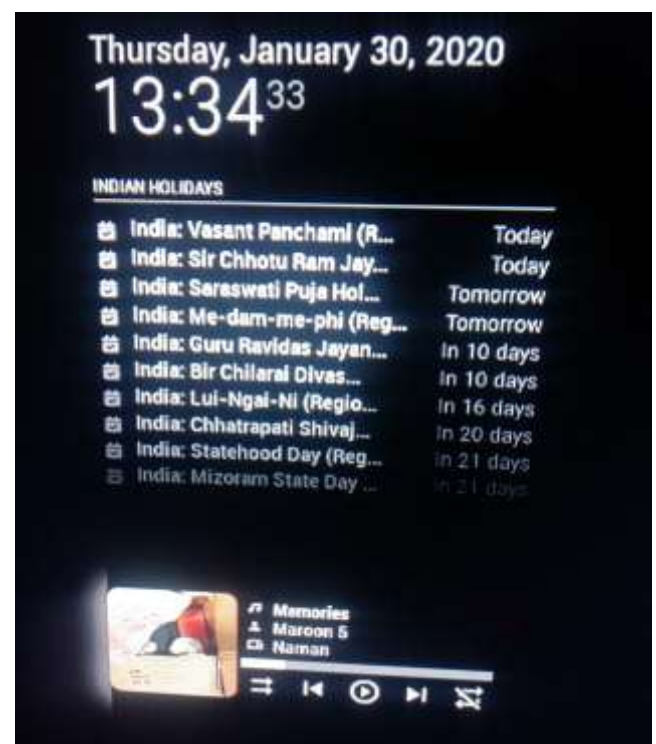 Thursday, January 30, 2020
13:34 33
INDIAN HOLIDAYS
India: Vasant Panchami (R... Today
India: Sir Chhotu Ram Jay... Today
India: Saraswati Puja Hol... Tomorrow
India: Me-dam-me-phi (Reg... Tomorrow
India: Guru Ravidas Jayan... In 10 days
India: Bir Chilarai Divas... In 10 days
India: Lui-Ngai-Ni (Regio... In 16 days
India: Chhatrapati Shivaj... In 20 days
India: Statehood Day (Reg... In 21 days
India: Mizoram State Day ... In 21 days
Memories
Maroon 5
Naman